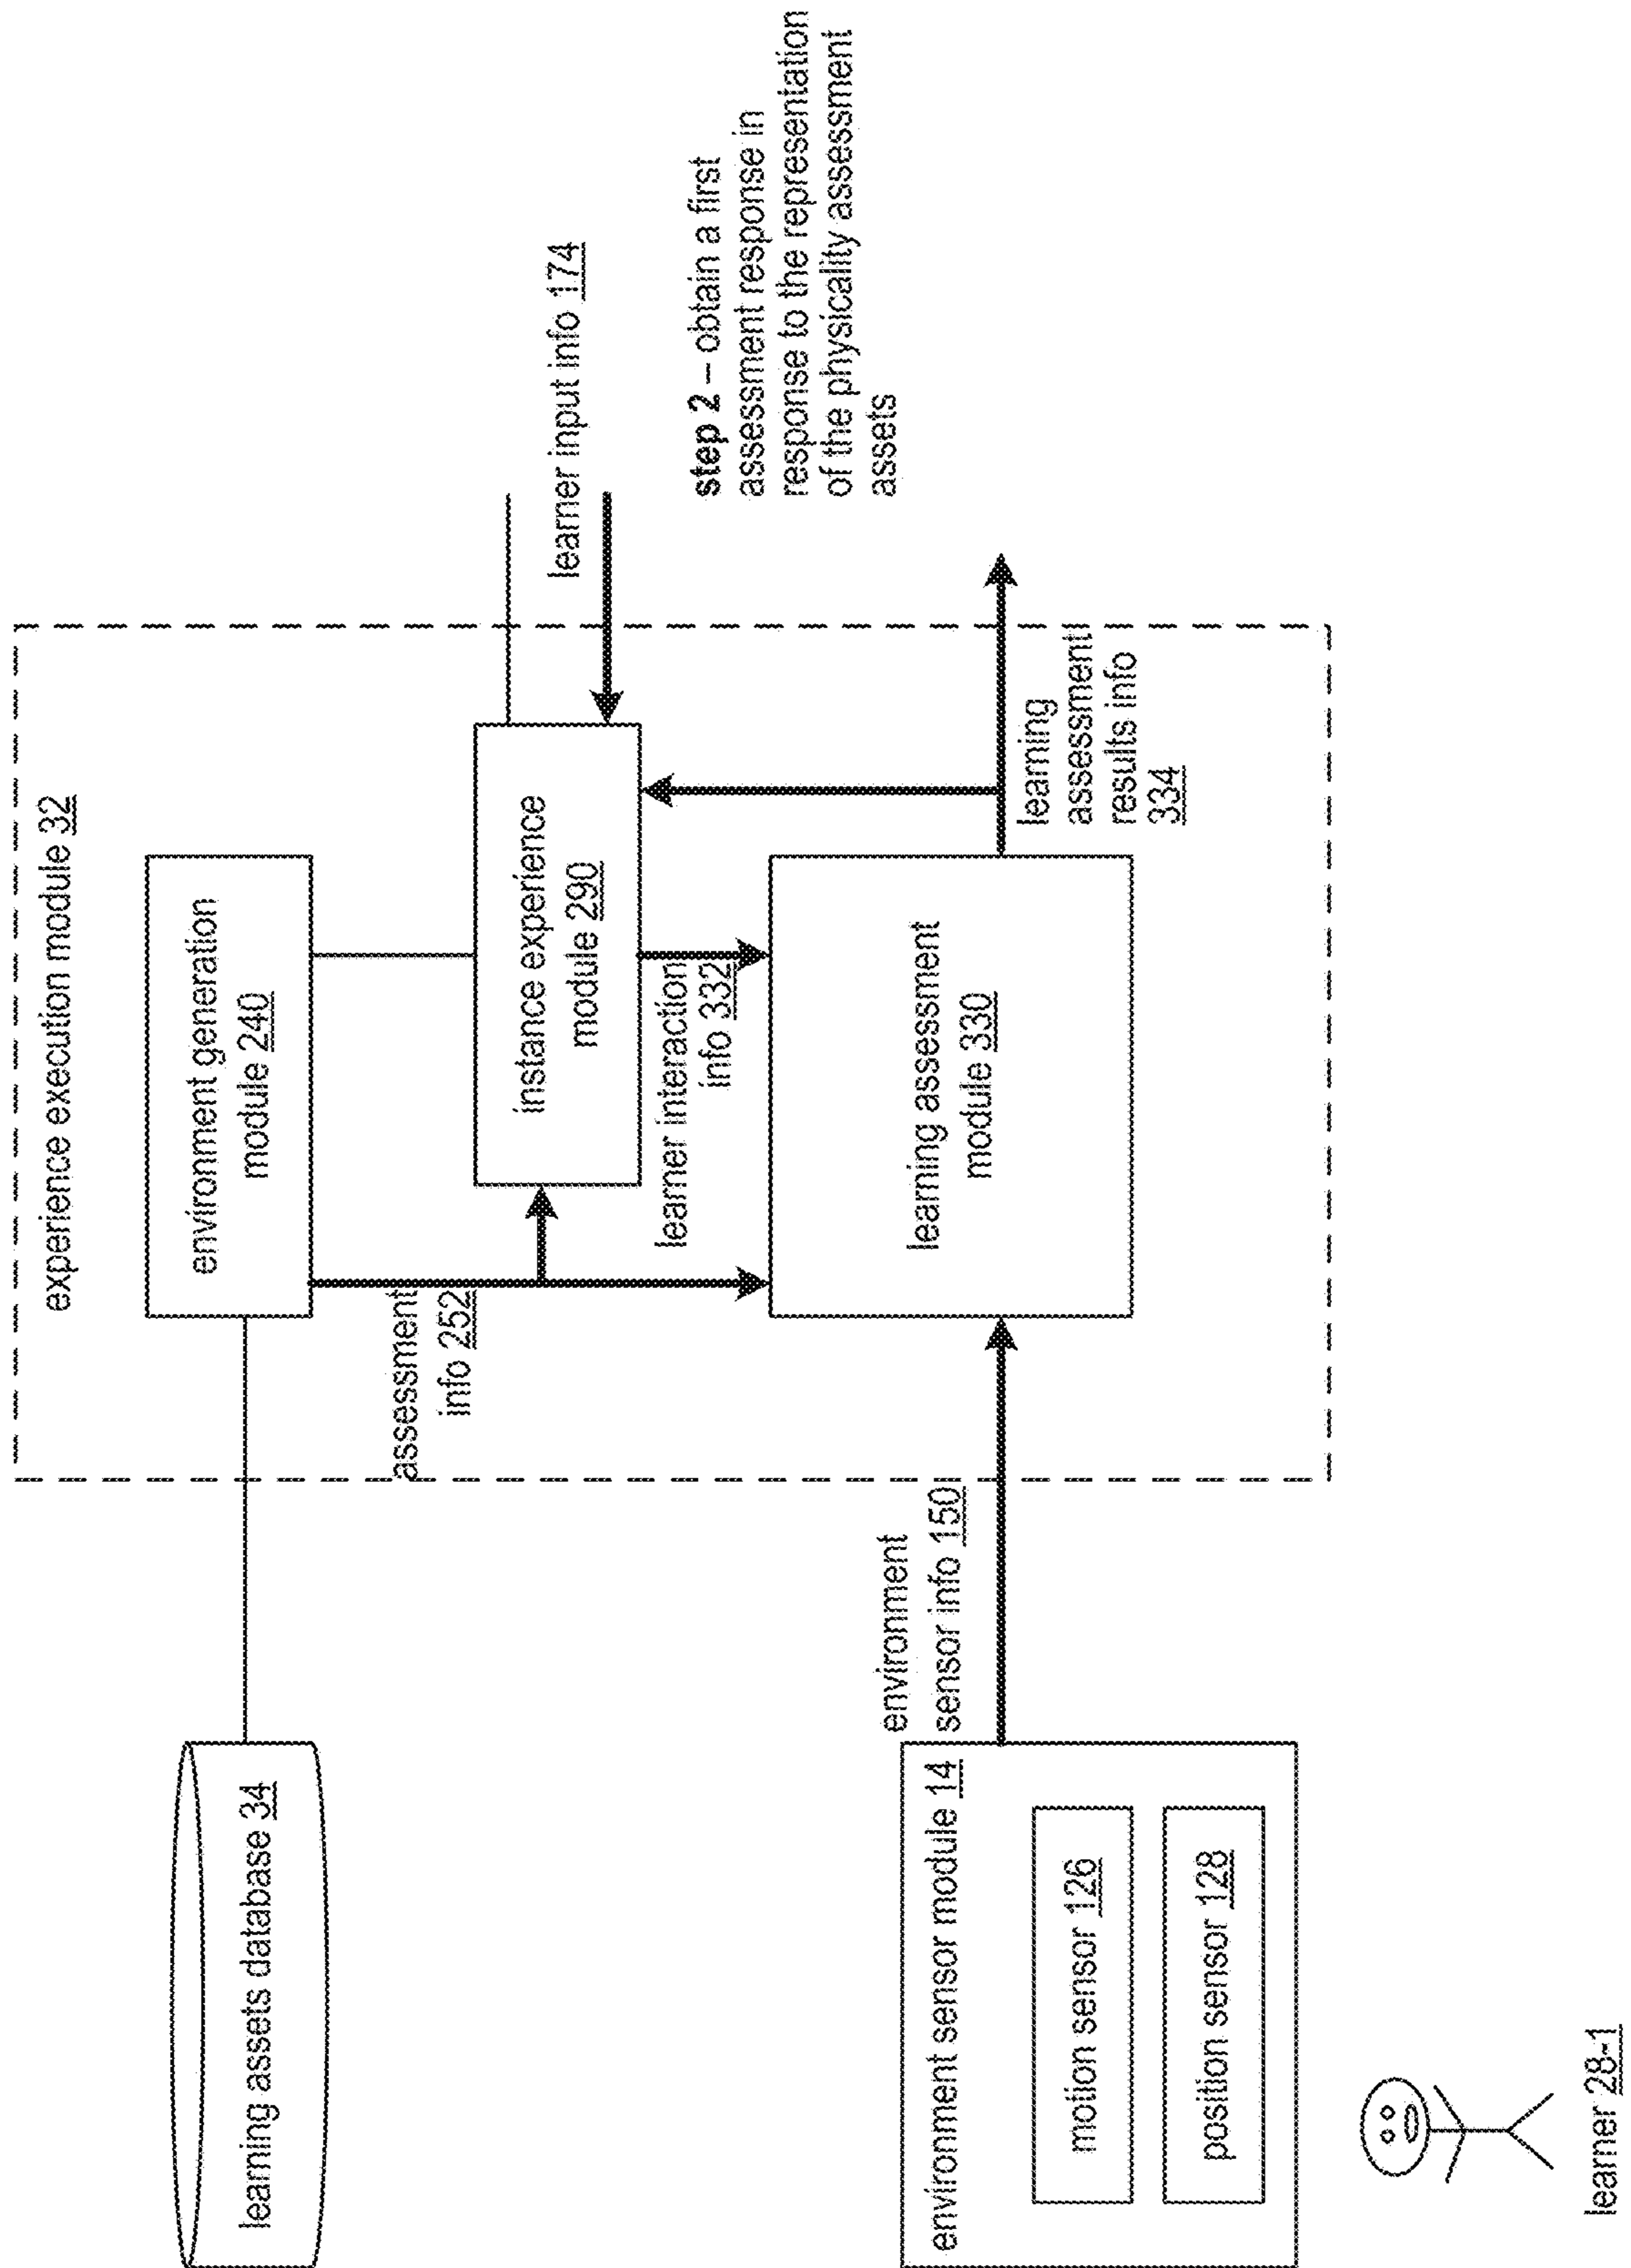 experience execution module 32
learning assets database 34
environment generation
module 240
assessment
info 252
instance experience
module 290
learner input info 174
learner interaction
info 332
step 2 – obtain a first
assessment response in
response to the representation
of the physicality assessment
assets
environment
sensor info 150
environment sensor module 14
motion sensor 126
position sensor 128
learning assessment
module 330
learning
assessment
results info
334
learner 28-1